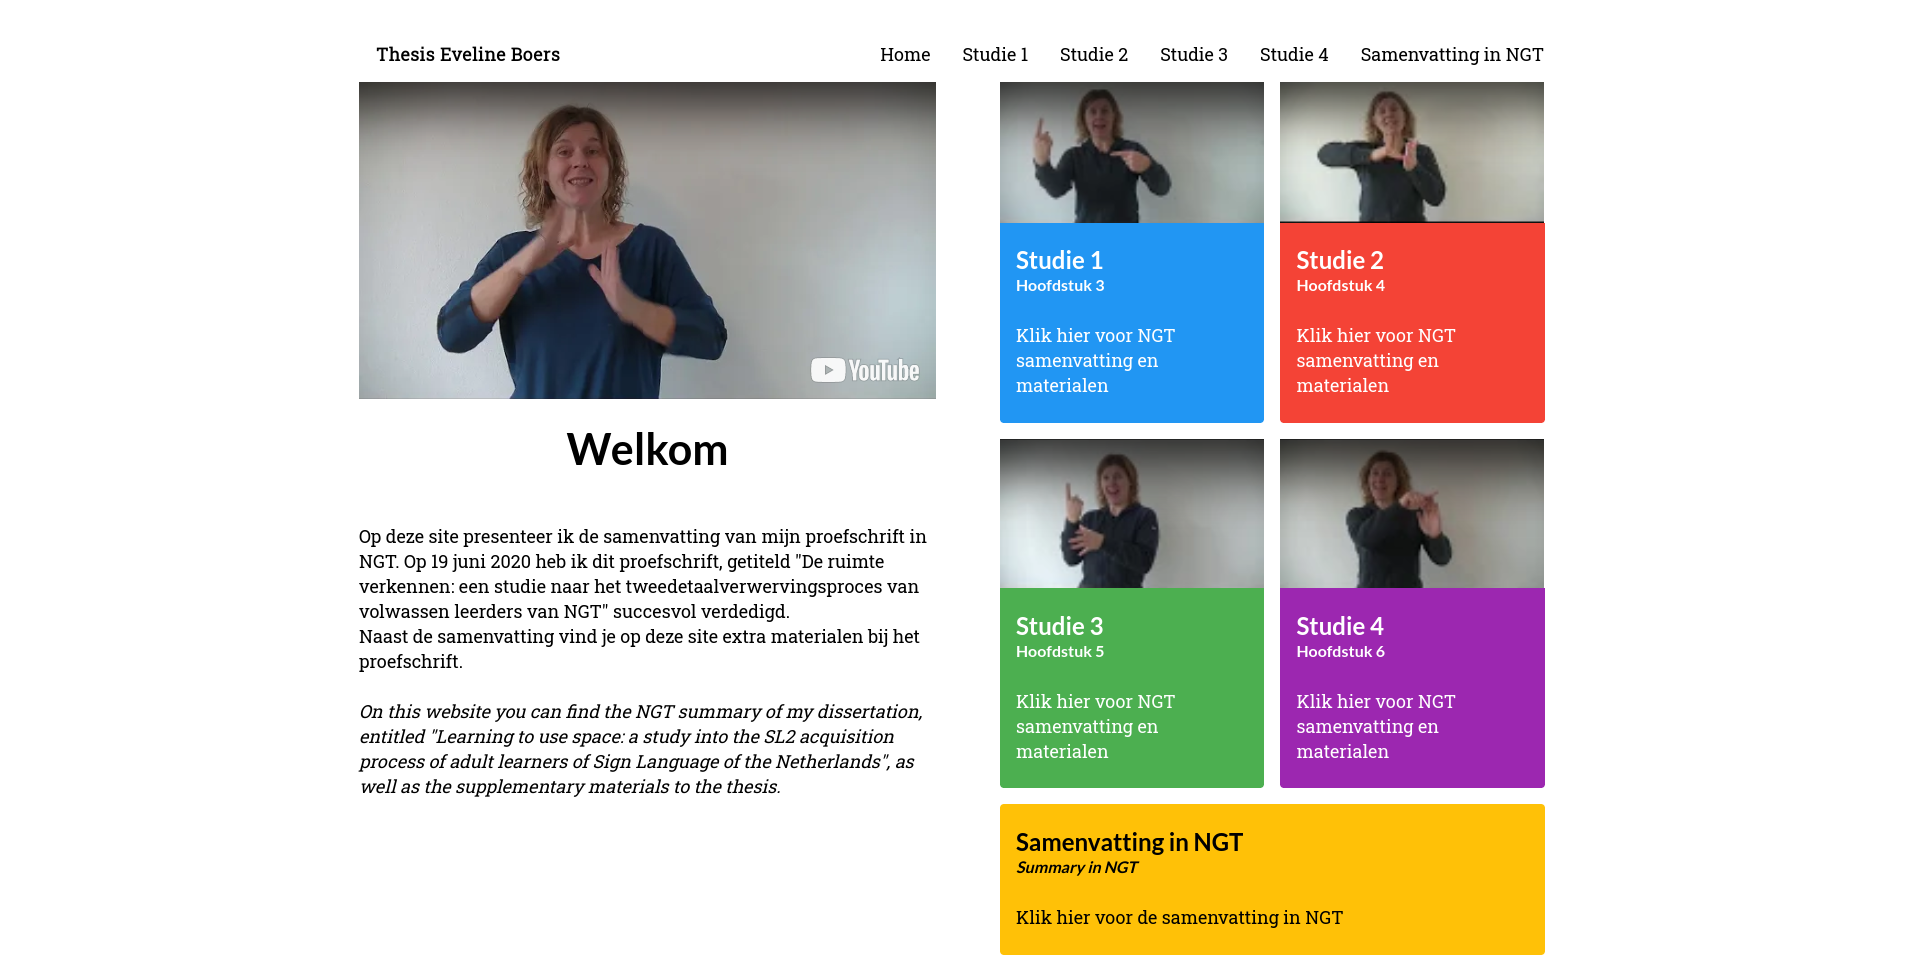 Thesis Eveline Boers
Home
Studie 1
Studie 2
Studie 3
Studie 4
Samenvatting in NGT
YouTube
Welkom
Op deze site presenteer ik de samenvatting van mijn proefschrift in
NGT. Op 19 juni 2020 heb ik dit proefschrift, getiteld "De ruimte
verkennen: een studie naar het tweedetaalverwervingsproces van
volwassen leerders van NGT" succesvol verdedigd.
Naast de samenvatting vind je op deze site extra materialen bij het
proefschrift.
On this website you can find the NGT summary of my dissertation,
entitled "Learning to use space: a study into the SL2 acquisition
process of adult learners of Sign Language of the Netherlands", as
well as the supplementary materials to the thesis.
Studie 1
Hoofdstuk 3
Klik hier voor NGT
samenvatting en
materialen
Studie 2
Hoofdstuk 4
Klik hier voor NGT
samenvatting en
materialen
Studie 3
Hoofdstuk 5
Klik hier voor NGT
samenvatting en
materialen
Studie 4
Hoofdstuk 6
Klik hier voor NGT
samenvatting en
materialen
Samenvatting in NGT
Summary in NGT
Klik hier voor de samenvatting in NGT